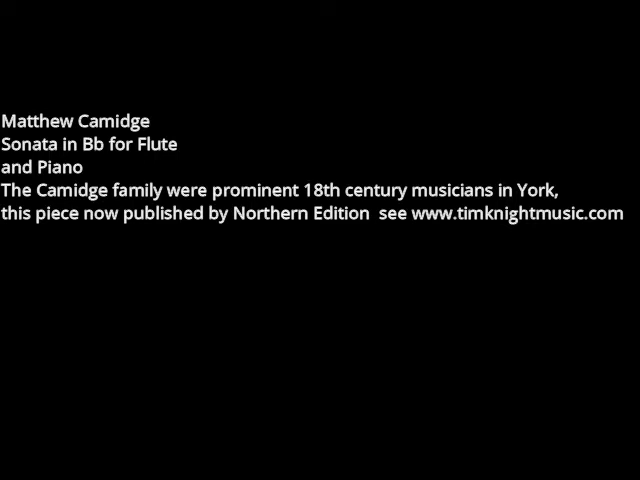 Matthew Camidge
Sonata in Bb for Flute
and Piano
The Camidge family were prominent 18th century musicians in York,
this piece now published by Northern Edition  see www.timknightmusic.com